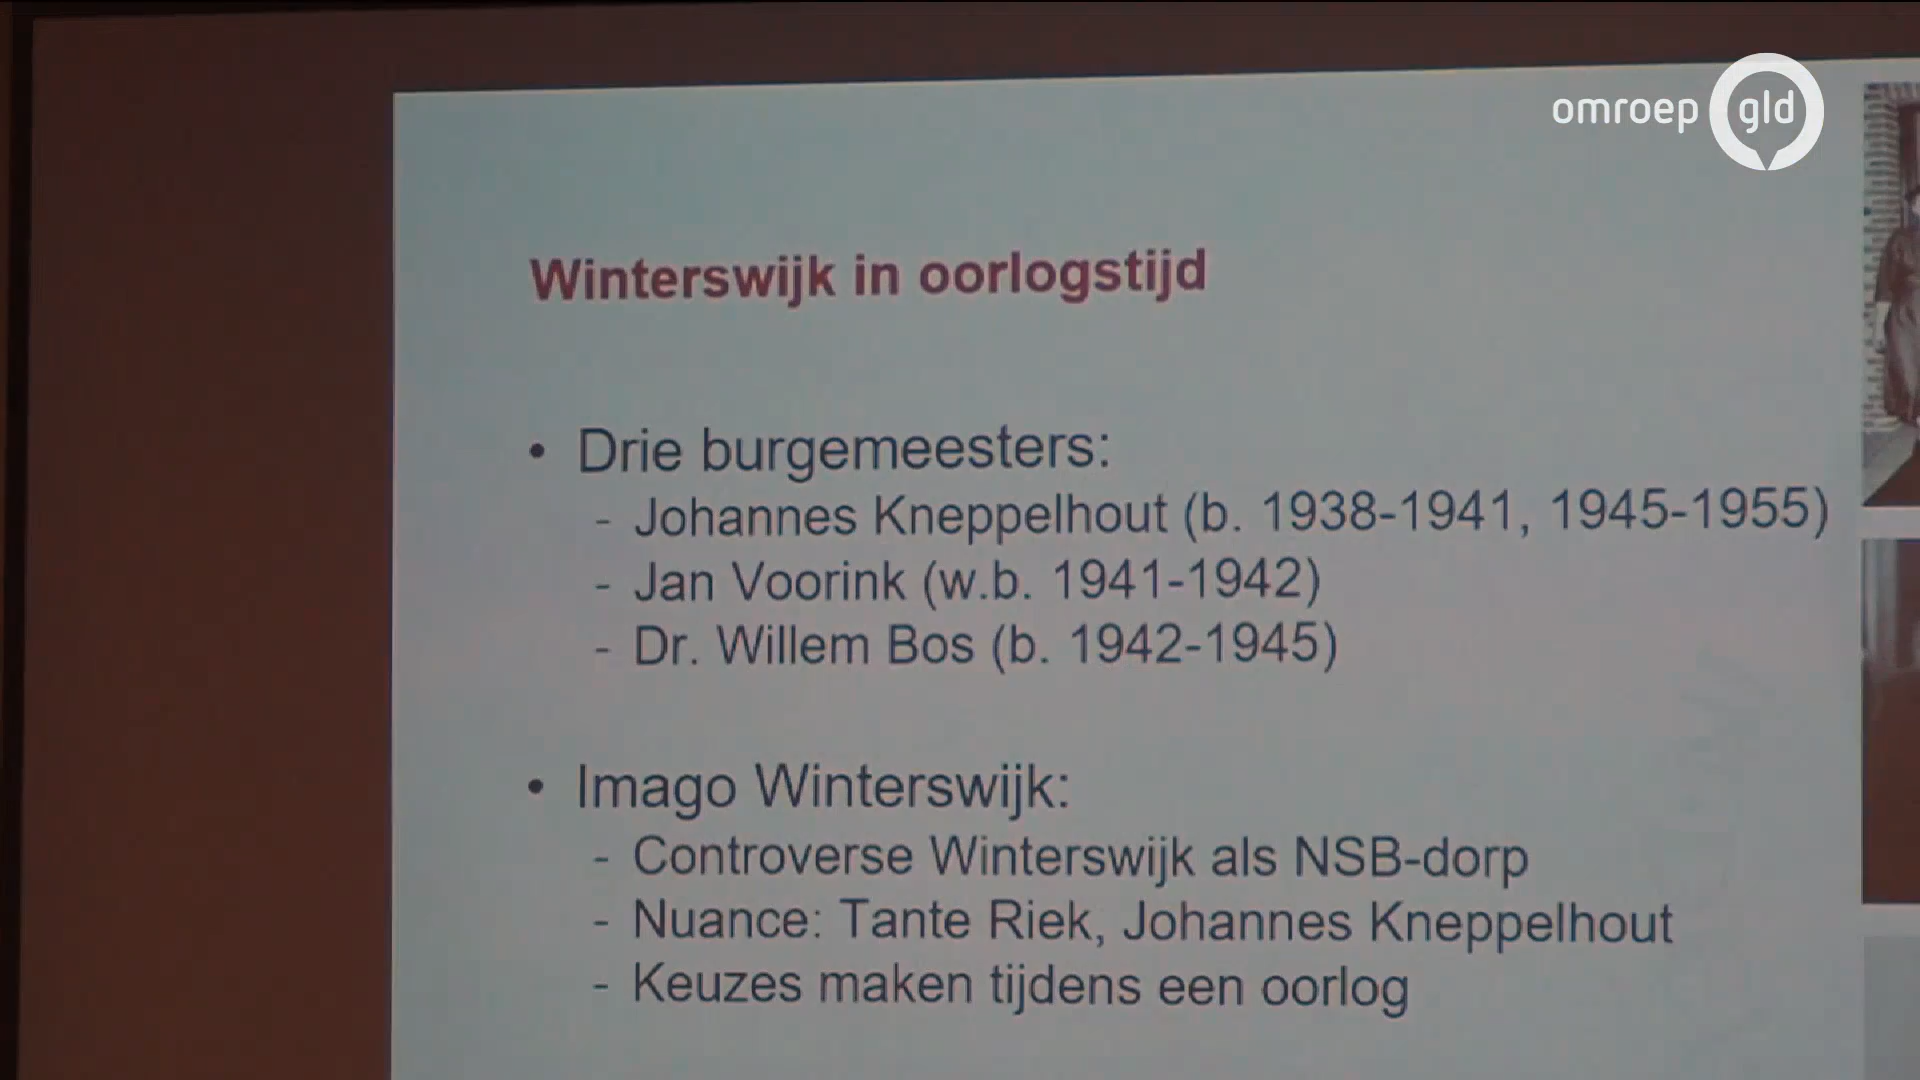 omroep gld
Winterswijk in oorlogstijd
• Drie burgemeesters:
- Johannes Kneppelhout (b. 1938-1941, 1945-1955)
- Jan Voorink (w.b. 1941-1942)
- Dr. Willem Bos (b. 1942-1945)
• Imago Winterswijk:
- Controverse Winterswijk als NSB-dorp
- Nuance: Tante Riek, Johannes Kneppelhout
- Keuzes maken tijdens een oorlog